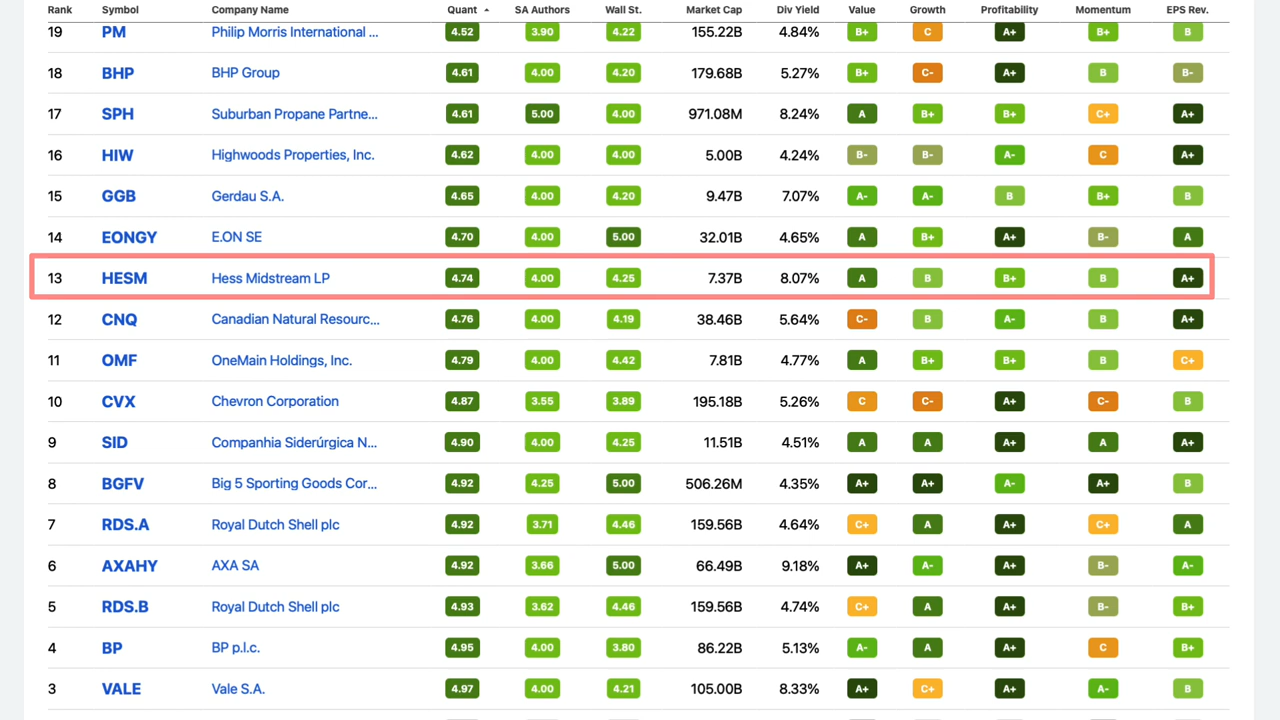 Rank Symbol Company Name Quant SA Authors Wall St. Market Cap Div Yield Value Growth Profitability Momentum EPS Rev.
19 PM Philip Morris International ... 4.52 3.90 4.22 155.22B 4.84% B+ C A+ B+ B
18 BHP BHP Group 4.61 4.00 4.20 179.68B 5.27% B+ C- A+ B B-
17 SPH Suburban Propane Partne... 4.61 5.00 4.00 971.08M 8.24% A B+ B+ C+ A+
16 HIW Highwoods Properties, Inc. 4.62 4.00 4.00 5.00B 4.24% B- B- A- C A+
15 GGB Gerdau S.A. 4.65 4.00 4.20 9.47B 7.07% A- A- B B+ B
14 EONGY E.ON SE 4.70 4.00 5.00 32.01B 4.65% A B+ A+ B- A
13 HESM Hess Midstream LP 4.74 4.00 4.25 7.37B 8.07% A B B+ B A+
12 CNQ Canadian Natural Resourc... 4.76 4.00 4.19 38.46B 5.64% C- B A- B A+
11 OMF OneMain Holdings, Inc. 4.79 4.00 4.42 7.81B 4.77% A B+ B+ B C+
10 CVX Chevron Corporation 4.87 3.55 3.89 195.18B 5.26% C C- A+ C- B
9 SID Companhia Siderúrgica N... 4.90 4.00 4.25 11.51B 4.51% A A A+ A A+
8 BGFV Big 5 Sporting Goods Cor... 4.92 4.25 5.00 506.26M 4.35% A+ A+ A- A+ B
7 RDS.A Royal Dutch Shell plc 4.92 3.71 4.46 159.56B 4.64% C+ A A+ C+ A
6 AXAHY AXA SA 4.92 3.66 5.00 66.49B 9.18% A+ A- A+ B- A-
5 RDS.B Royal Dutch Shell plc 4.93 3.62 4.46 159.56B 4.74% C+ A A+ B- B+
4 BP BP p.l.c. 4.95 4.00 3.80 86.22B 5.13% A- A A+ C B+
3 VALE Vale S.A. 4.97 4.00 4.21 105.00B 8.33% A+ C+ A+ A- B